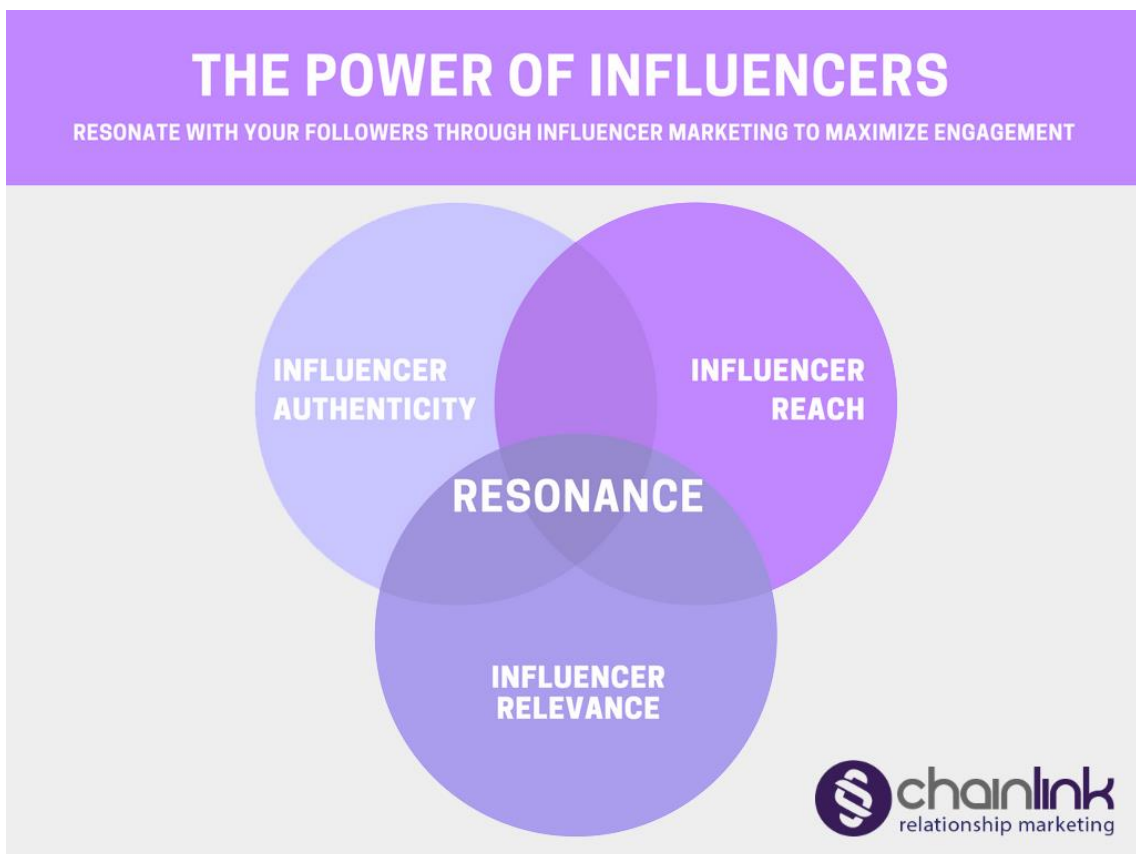 THE POWER OF INFLUENCERS
RESONATE WITH YOUR FOLLOWERS THROUGH INFLUENCER MARKETING TO MAXIMIZE ENGAGEMENT
INFLUENCER
AUTHENTICITY
INFLUENCER
REACH
RESONANCE
INFLUENCER
RELEVANCE
chainlink
relationship marketing